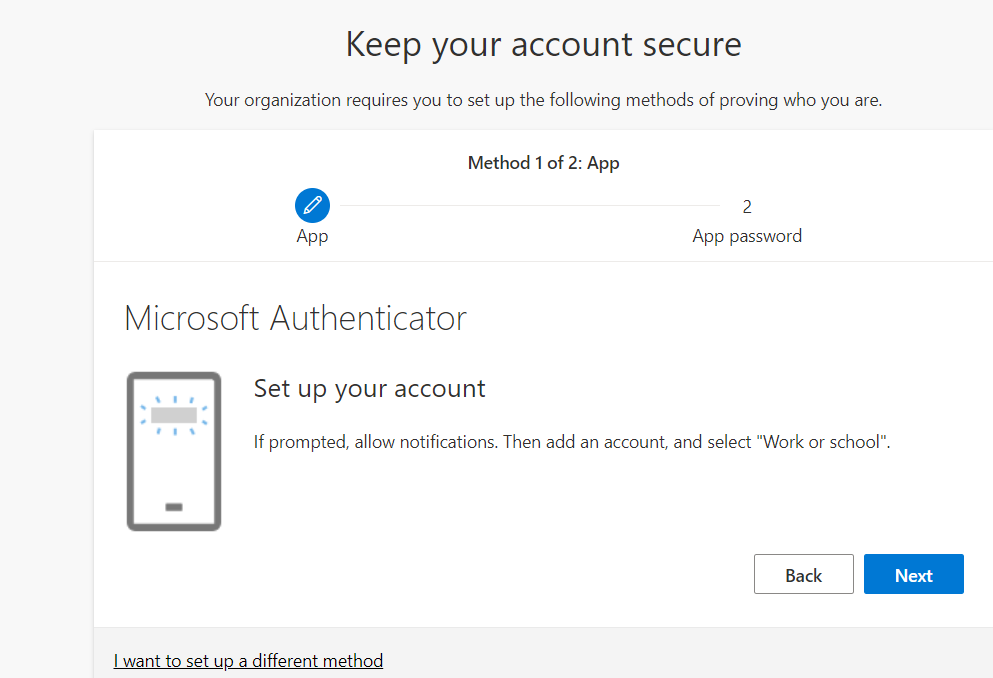 Keep your account secure
Your organization requires you to set up the following methods of proving who you are.
Method 1 of 2: App
2
App
App password
Microsoft Authenticator
Set up your account
If prompted, allow notifications. Then add an account, and select "Work or school".
Back
Next
I want to set up a different method